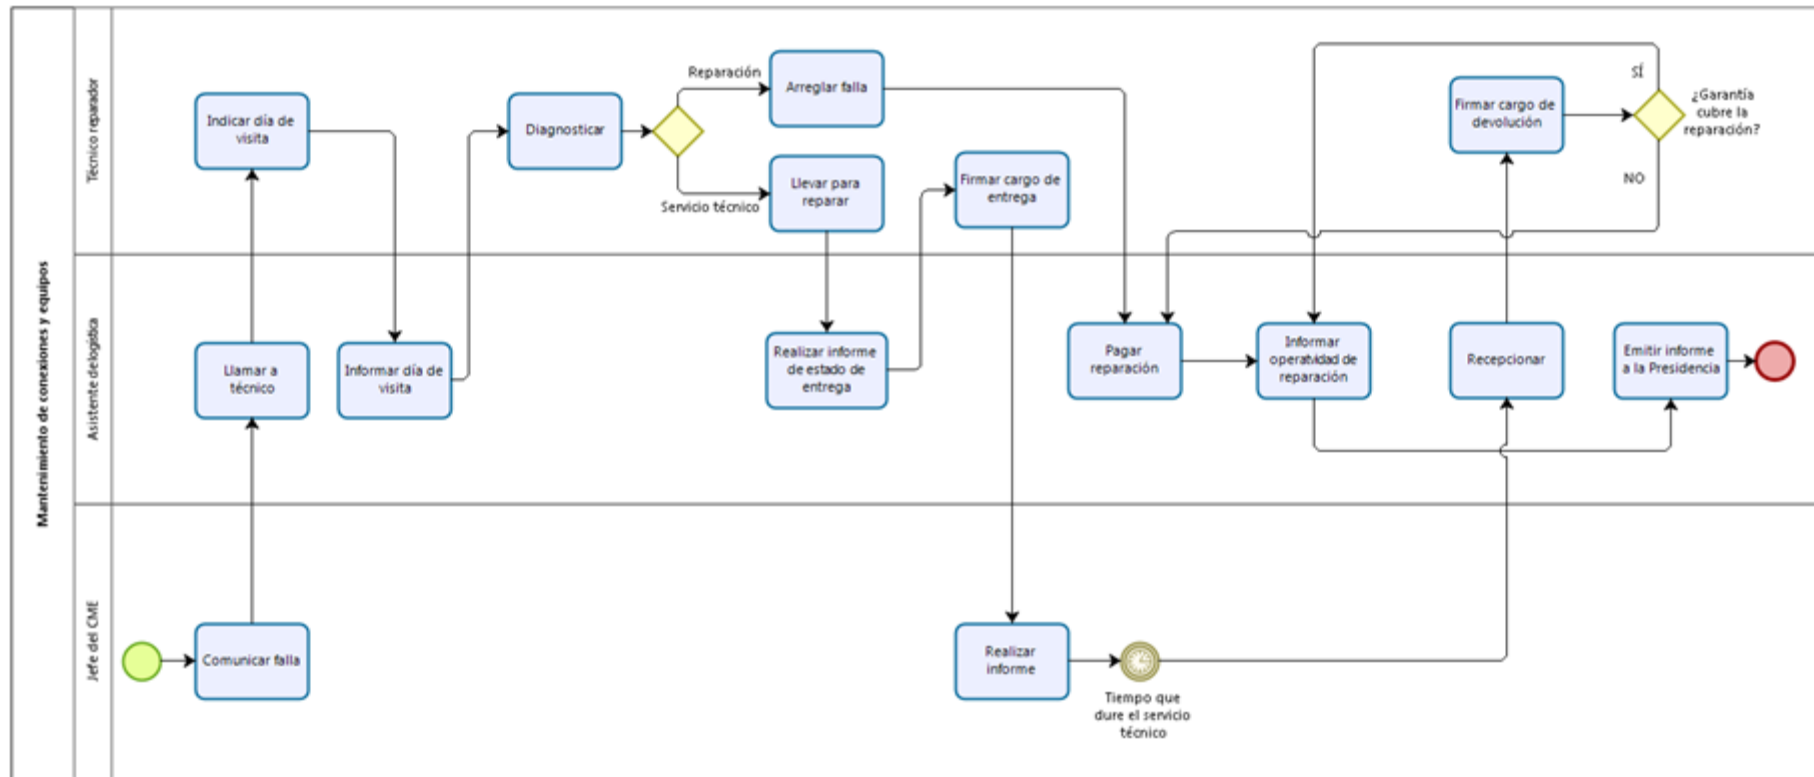 Mantenimiento de conexiones y equipos
Técnico reparador
Indicar día de
visita
Diagnosticar
Reparación
Arreglar falla
Servicio técnico
Llevar para
reparar
Firmar cargo de
entrega
Firmar cargo de
devolución
SÍ
¿Garantía
cubre la
reparación?
NO
Asistente de logística
Llamar a
técnico
Informar día de
visita
Realizar informe
de estado de
entrega
Pagar
reparación
Informar
operatividad de
reparación
Recepcionar
Emitir informe
a la Presidencia
Jefe del CME
Comunicar falla
Realizar
informe
Tiempo que
dure el servicio
técnico